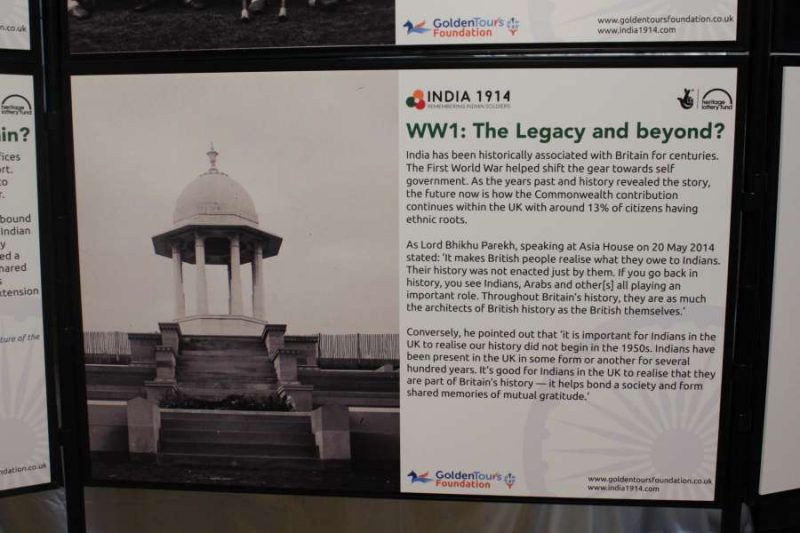 n.co.uk
GoldenTours
Foundation
www.goldentoursfoundation.com
www.india1914.com
heritage
lottery fund
in?
fices
rt.
to
r.
bound
Indian
y
ed a
shared
s
xtension
ture of the
ndation.co.uk
INDIA 1914
REMEMBERING INDIAN SOLDIERS
heritage
lottery fund
WW1: The Legacy and beyond?
India has been historically associated with Britain for centuries.
The First World War helped shift the gear towards self
government. As the years past and history revealed the story,
the future now is how the Commonwealth contribution
continues within the UK with around 13% of citizens having
ethnic roots.
As Lord Bhikhu Parekh, speaking at Asia House on 20 May 2014
stated: 'It makes British people realise what they owe to Indians.
Their history was not enacted just by them. If you go back in
history, you see Indians, Arabs and other[s] all playing an
important role. Throughout Britain's history, they are as much
the architects of British history as the British themselves.'
Conversely, he pointed out that 'it is important for Indians in the
UK to realise our history did not begin in the 1950s. Indians have
been present in the UK in some form or another for several
hundred years. It's good for Indians in the UK to realise that they
are part of Britain's history — it helps bond a society and form
shared memories of mutual gratitude.'
GoldenTours
Foundation
www.goldentoursfoundation.com
www.india1914.com